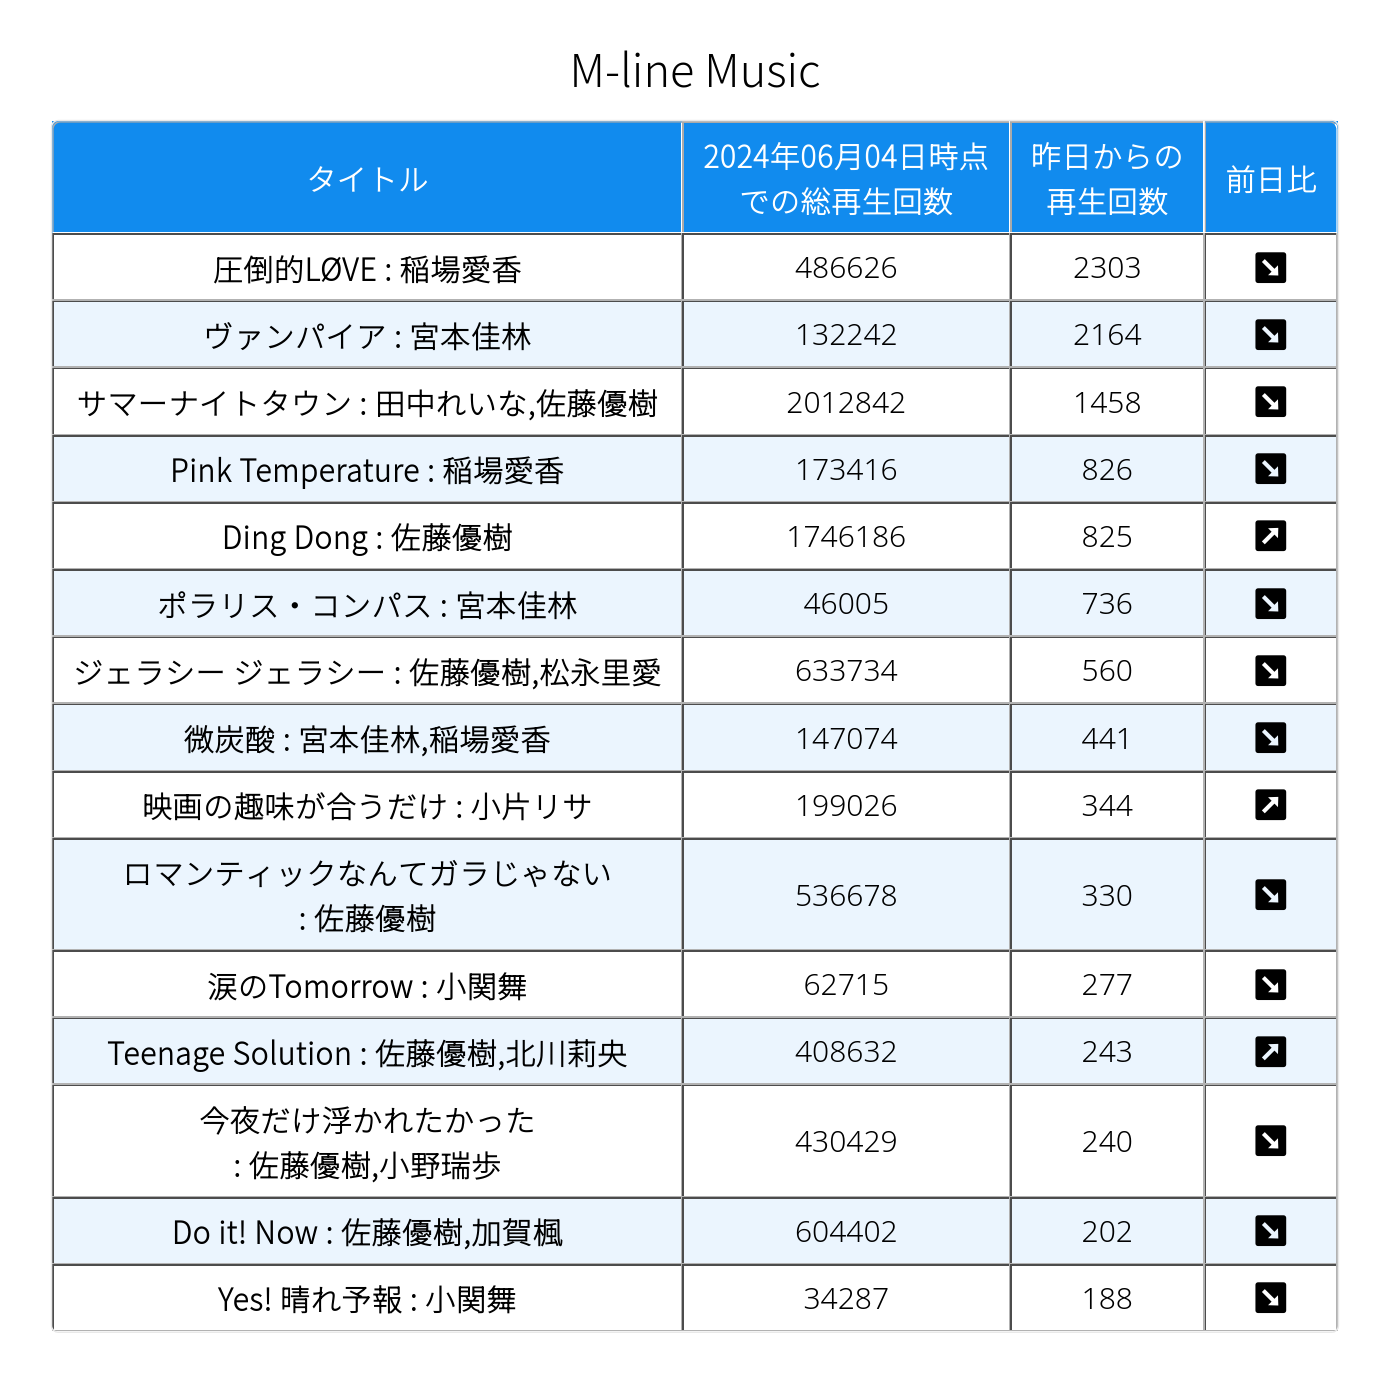 M-line Music
タイトル
2024年06月04日時点
での総再生回数
昨日からの
再生回数
前日比
圧倒的LØVE : 稲場愛香 486626 2303
ヴァンパイア : 宮本佳林 132242 2164
サマーナイトタウン : 田中れいな,佐藤優樹 2012842 1458
Pink Temperature : 稲場愛香 173416 826
Ding Dong : 佐藤優樹 1746186 825
ポラリス・コンパス : 宮本佳林 46005 736
ジェラシー ジェラシー : 佐藤優樹,松永里愛 633734 560
微炭酸 : 宮本佳林,稲場愛香 147074 441
映画の趣味が合うだけ : 小片リサ 199026 344
ロマンティックなんてガラじゃない
: 佐藤優樹 536678 330
涙のTomorrow : 小関舞 62715 277
Teenage Solution : 佐藤優樹,北川莉央 408632 243
今夜だけ浮かれたかった
: 佐藤優樹,小野瑞歩 430429 240
Do it! Now : 佐藤優樹,加賀楓 604402 202
Yes! 晴れ予報 : 小関舞 34287 188